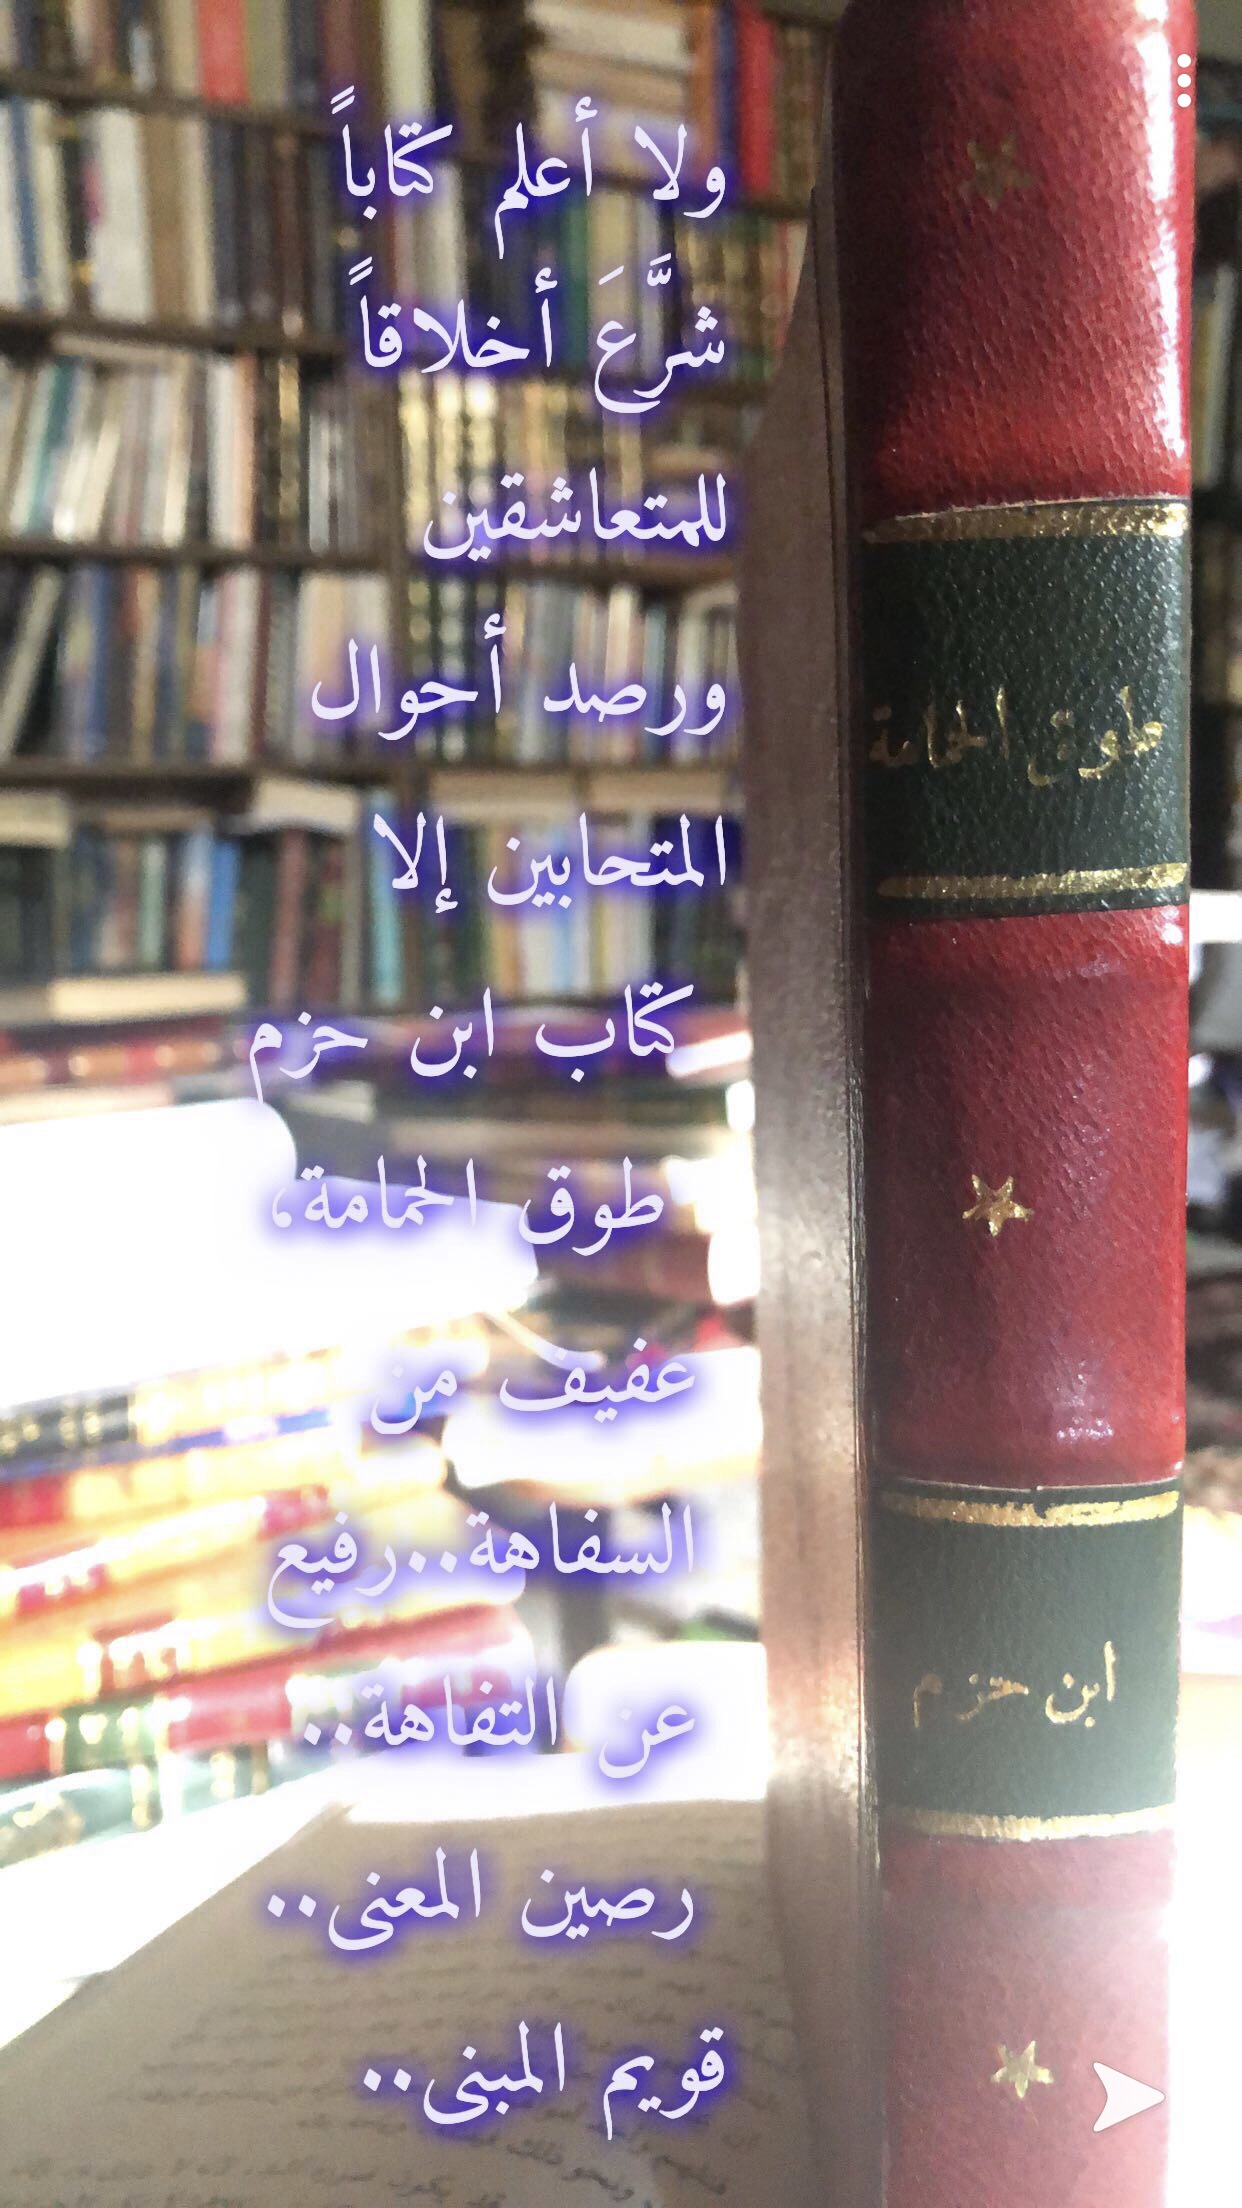 ولا أعلم كتاباً
شرَّعَ أخلاقاً
للمتعاشقين
ورصد أحوال
المتحابين إلا
كتاب ابن حزم
طوق الحمامة،
عفيف من
السفاهة..رفيع
عن التفاهة..
رصين المعنى..
قويم المبنى..
طوق الحمامة
ابن حزم